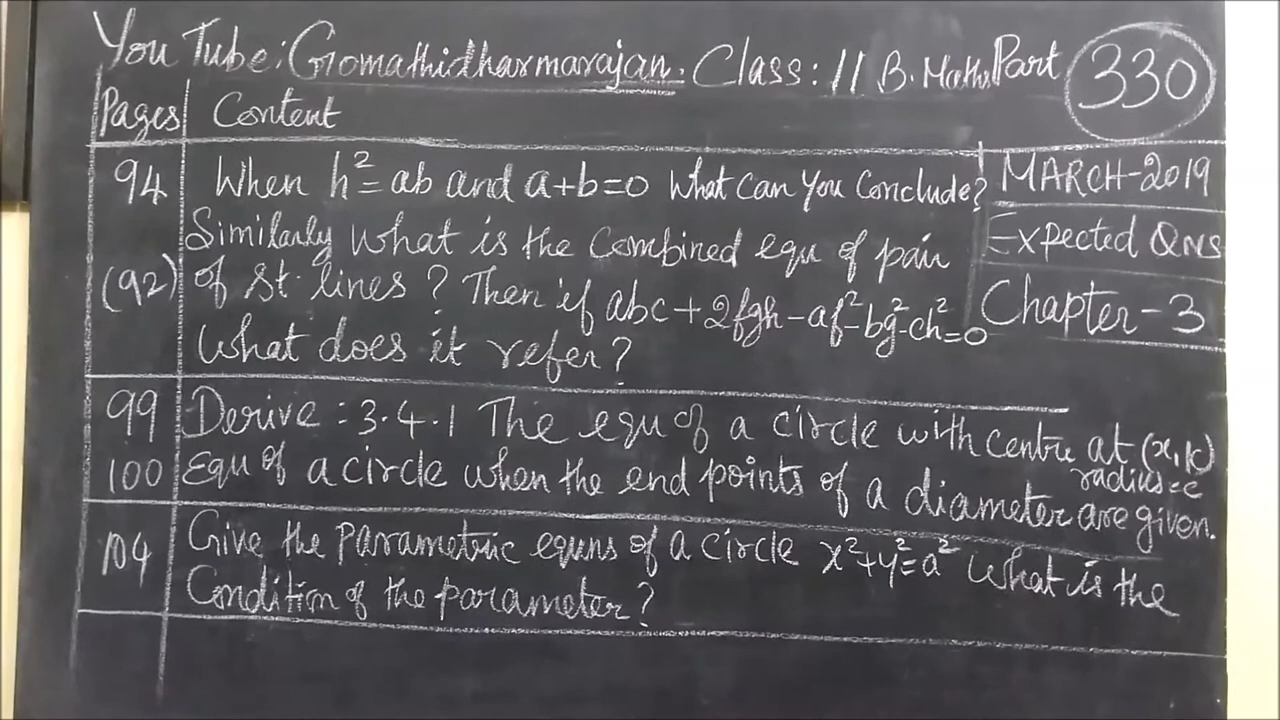 You Tube: Gomathidharmarajan. Class: 11 B. Maths Part 330
Pages Content
94 When h²=ab and a+b=0 What Can You Conclude?
Similarly What is the Combined equ of pair
(92) of St. lines? Then if abc+2fgh-af²-bg²-ch²=0
What does it refer?
MARCH-2019
Expected QNS
Chapter-3
99 Derive: 3.4.1 The equ of a circle with centre at (x, k)
radius=c
100 Equ of a circle when the end points of a diameter are given.
104 Give the parametric equns of a circle x²+y²=a² What is the
Condition of the parameter?